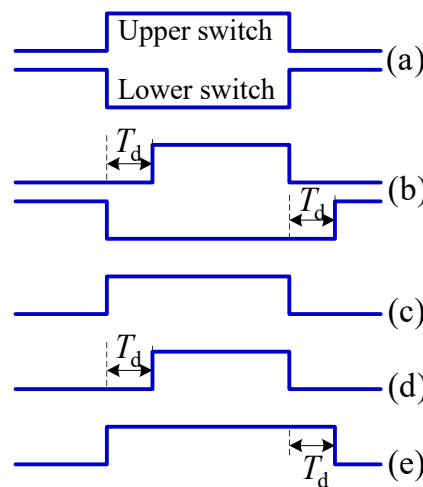 Upper switch
(a)
Lower switch
Td
(b)
Td
(c)
Td
(d)
(e)
Td